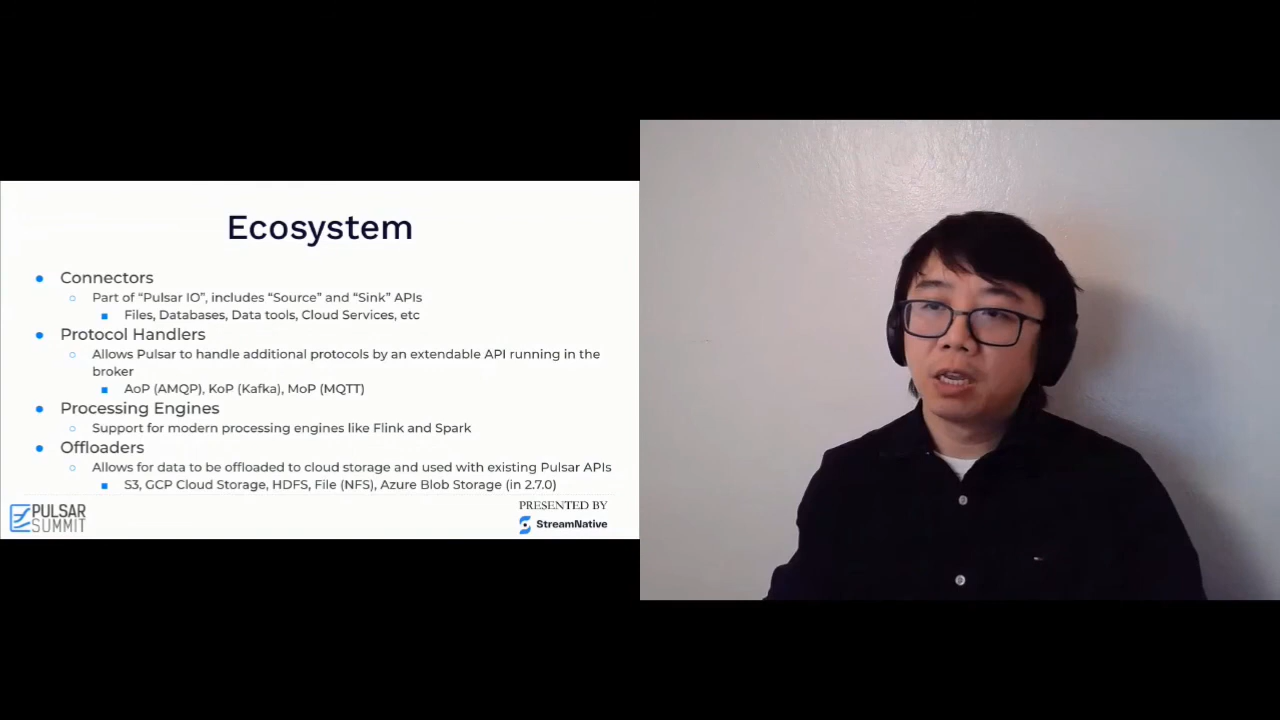 Ecosystem
Connectors
Part of “Pulsar IO”, includes “Source” and “Sink” APIs
Files, Databases, Data tools, Cloud Services, etc
Protocol Handlers
Allows Pulsar to handle additional protocols by an extendable API running in the
broker
AoP (AMQP), KoP (Kafka), MoP (MQTT)
Processing Engines
Support for modern processing engines like Flink and Spark
Offloaders
Allows for data to be offloaded to cloud storage and used with existing Pulsar APIs
S3, GCP Cloud Storage, HDFS, File (NFS), Azure Blob Storage (in 2.7.0)
PULSAR
SUMMIT
PRESENTED BY
StreamNative